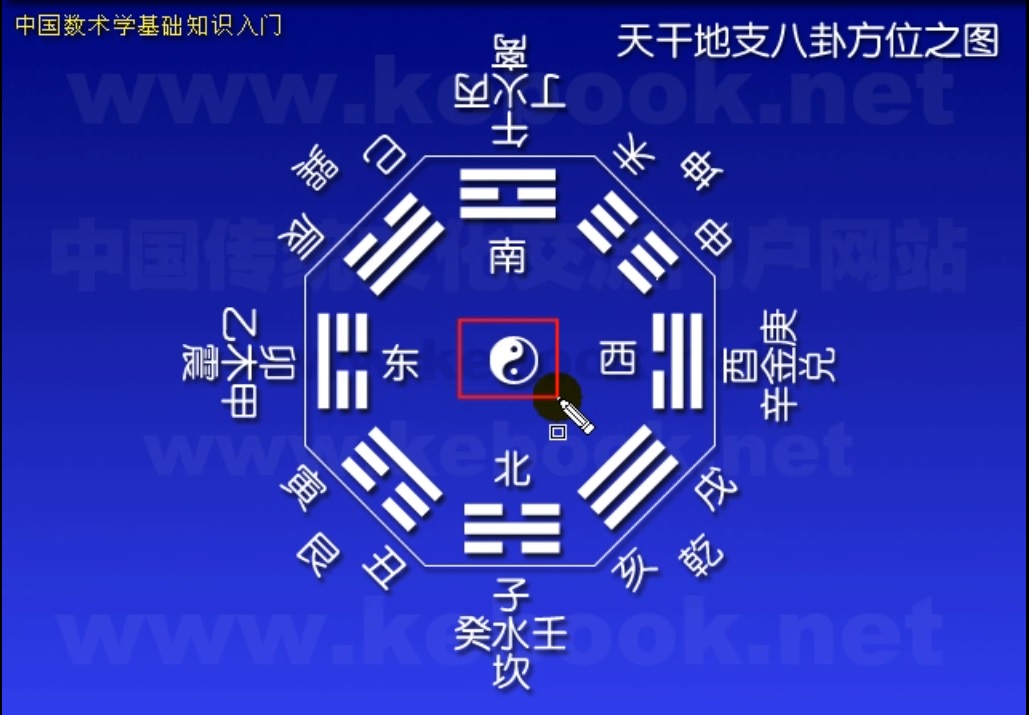 中国数术学基础知识入门
天干地支八卦方位之图
www.kebook.net
离
丙火丁
午
巽
巳
未
坤
辰
申
南
中国传统文化交流门户网站
乙
卯
木
震
甲
东
西
酉
庚
金
兑
辛
www.kebook.net
北
寅
戌
艮
丑
亥
乾
子
癸水壬
坎
www.kebook.net